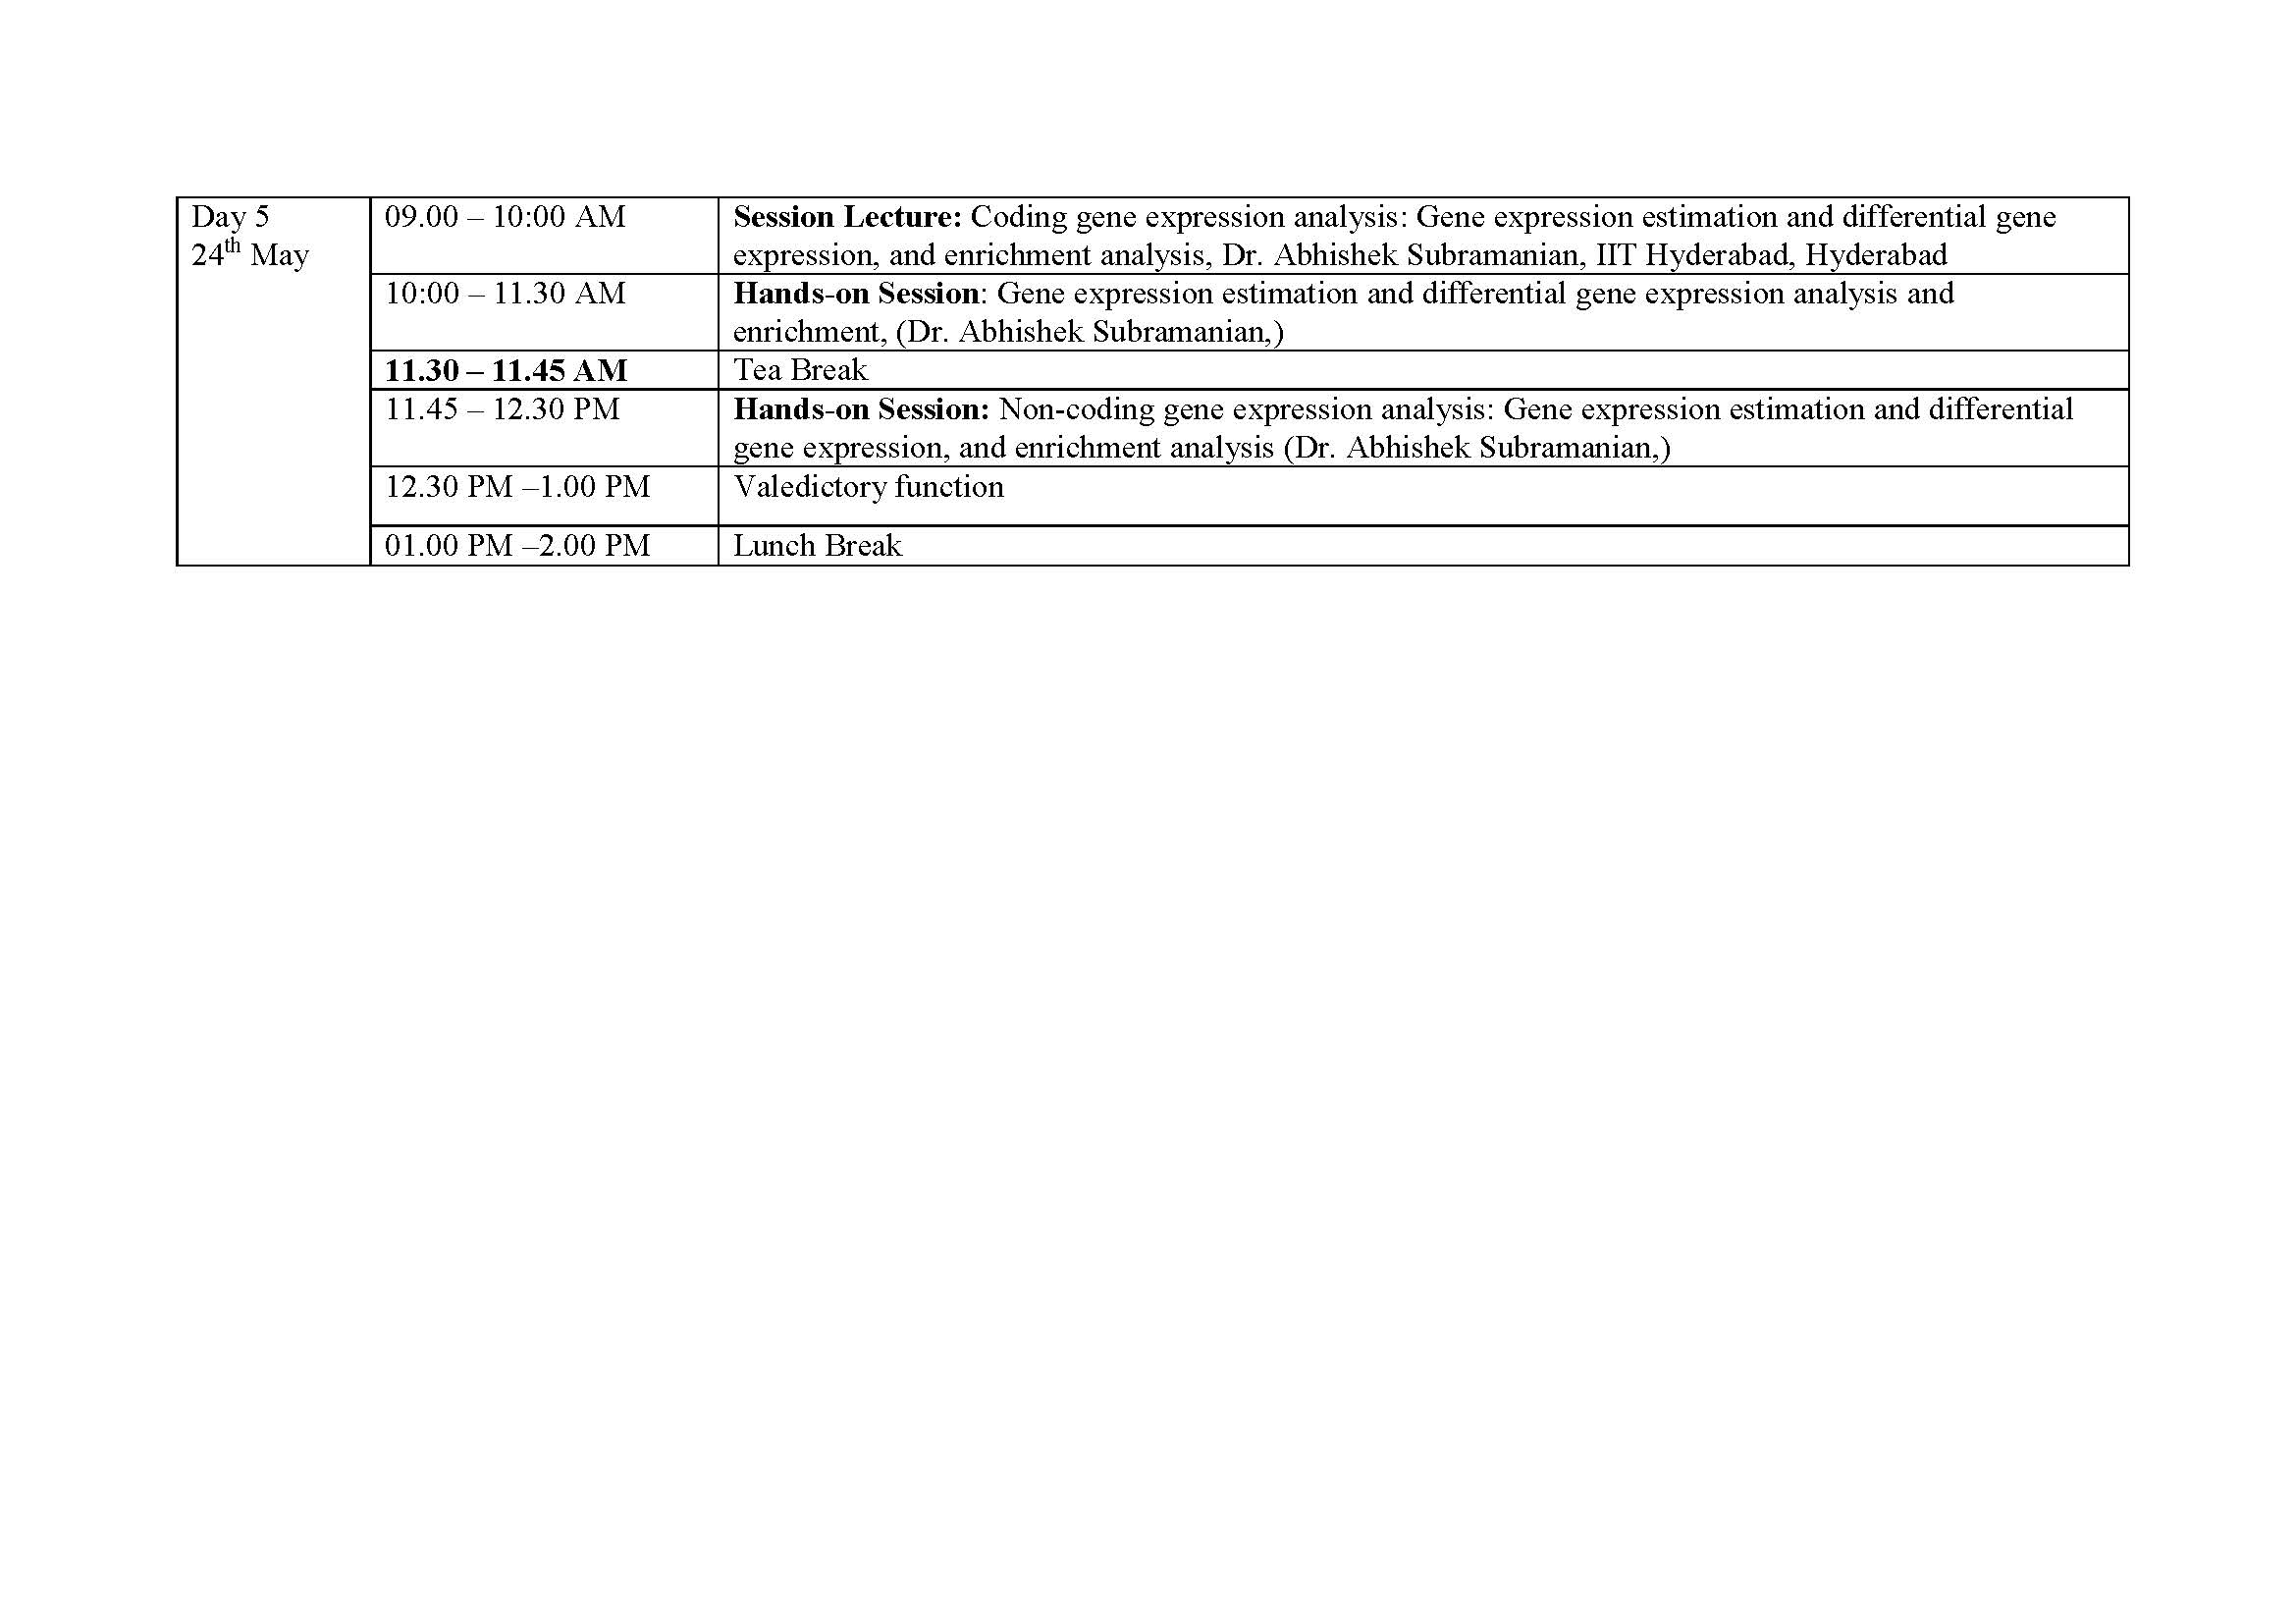 Day 5
24th May
09.00 – 10:00 AM
Session Lecture: Coding gene expression analysis: Gene expression estimation and differential gene
expression, and enrichment analysis, Dr. Abhishek Subramanian, IIT Hyderabad, Hyderabad
10:00 – 11.30 AM
Hands-on Session: Gene expression estimation and differential gene expression analysis and
enrichment, (Dr. Abhishek Subramanian,)
11.30 – 11.45 AM
Tea Break
11.45 – 12.30 PM
Hands-on Session: Non-coding gene expression analysis: Gene expression estimation and differential
gene expression, and enrichment analysis (Dr. Abhishek Subramanian,)
12.30 PM –1.00 PM
Valedictory function
01.00 PM –2.00 PM
Lunch Break